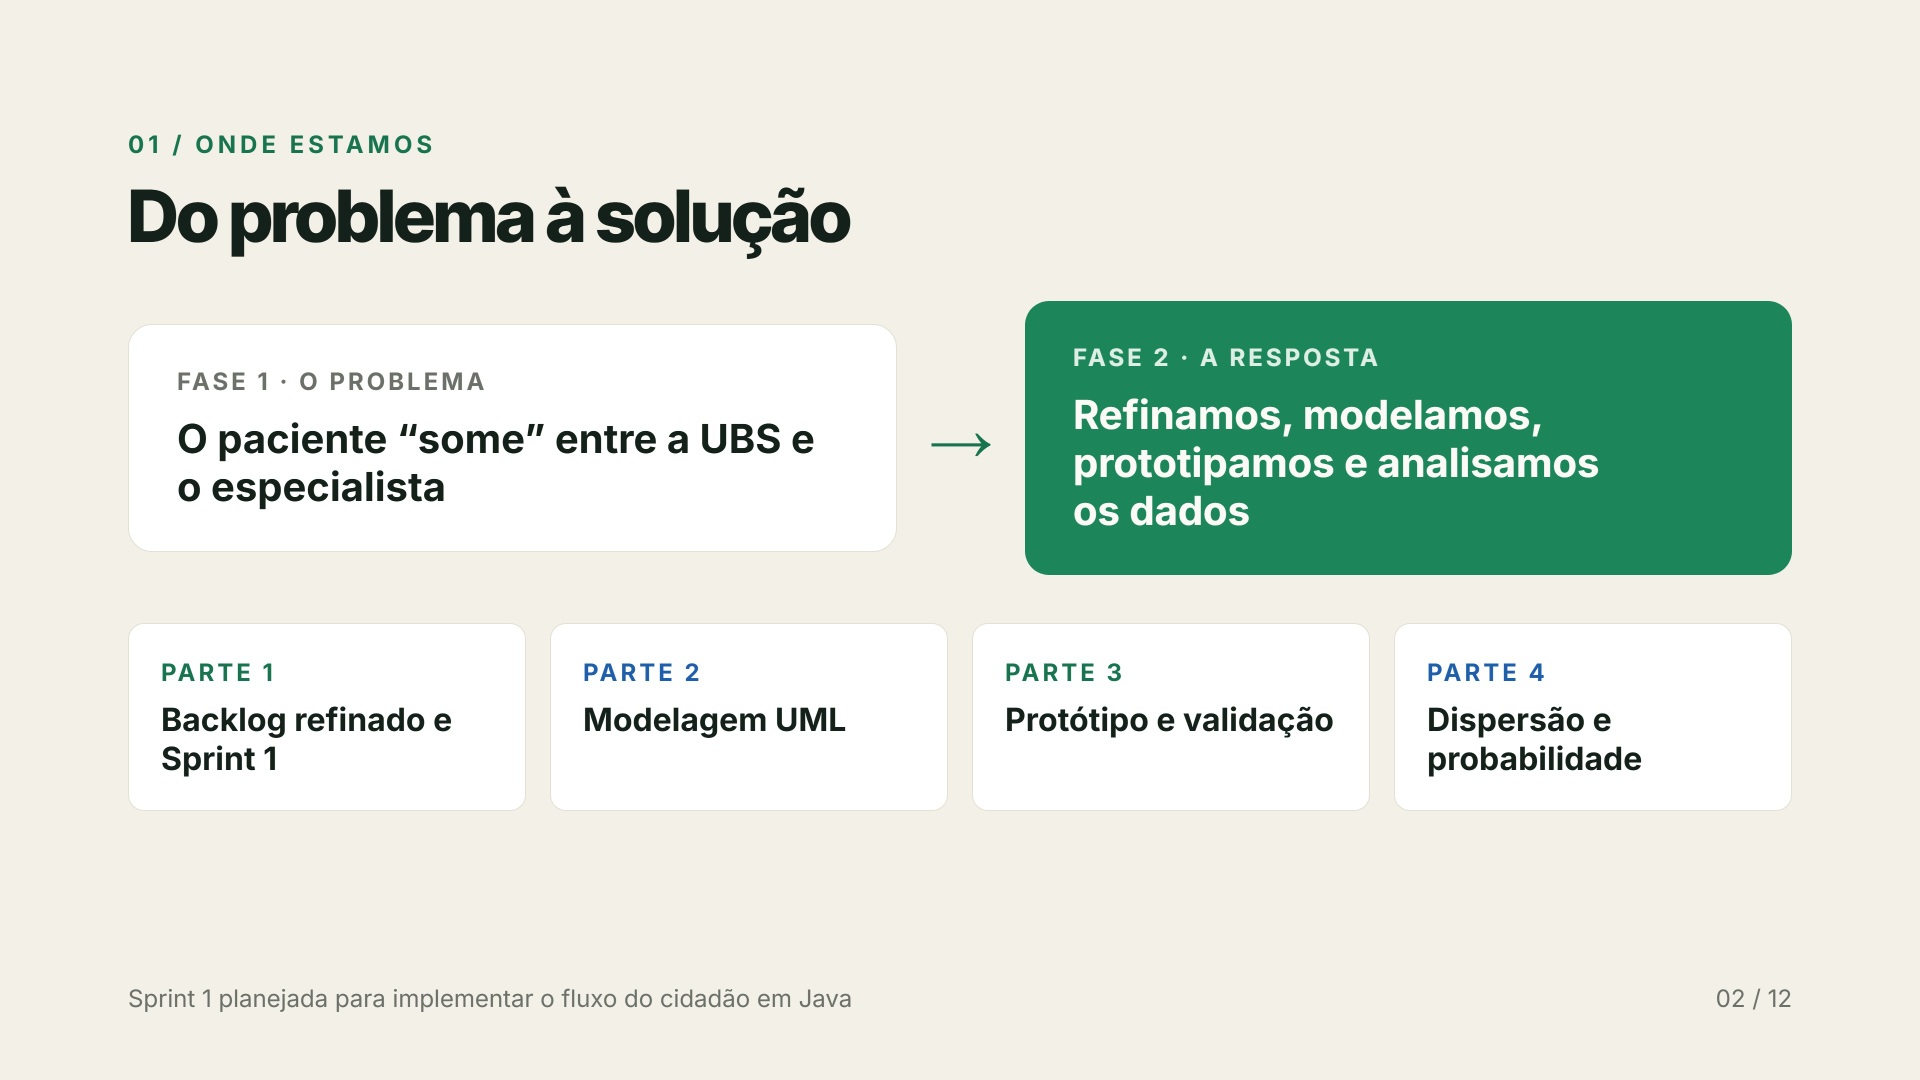 01 / ONDE ESTAMOS
Do problema à solução
FASE 1 · O PROBLEMA
O paciente “some” entre a UBS e
o especialista
→
FASE 2 · A RESPOSTA
Refinamos, modelamos,
prototipamos e analisamos
os dados
PARTE 1
Backlog refinado e
Sprint 1
PARTE 2
Modelagem UML
PARTE 3
Protótipo e validação
PARTE 4
Dispersão e
probabilidade
Sprint 1 planejada para implementar o fluxo do cidadão em Java
02 / 12